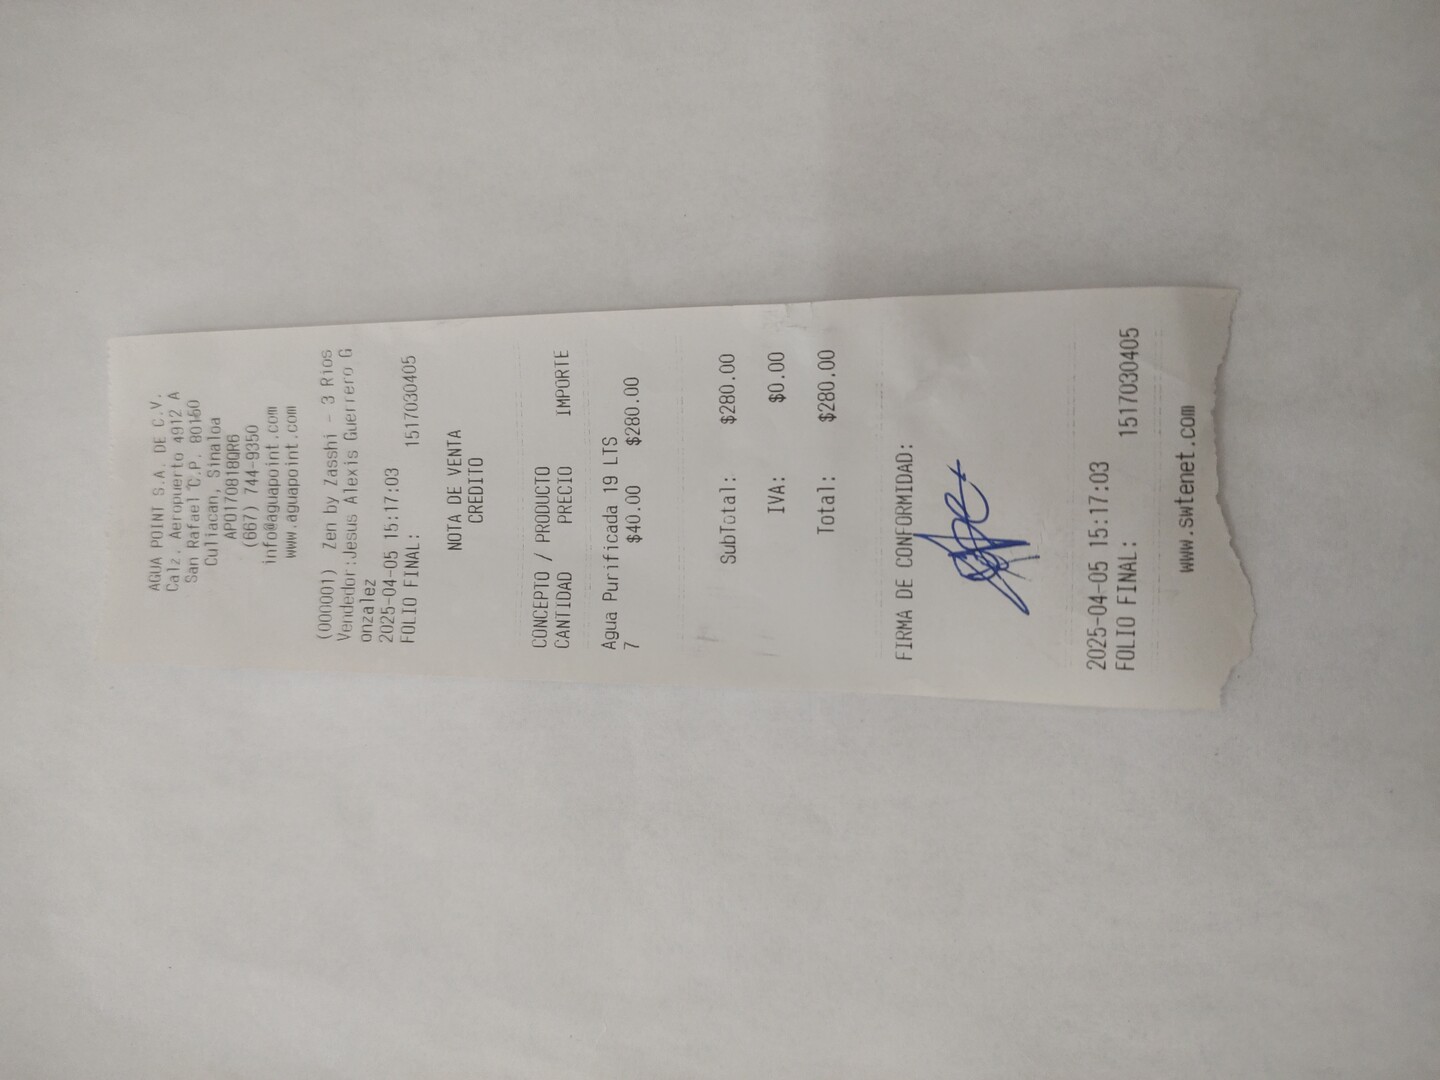 AGUA POINT S.A. DE C.V.
Calz. Aeropuerto 4912 A
San Rafael C.P. 80160
Culiacan, Sinaloa
APO170818QR6
(667) 744-9350
info@aguapoint.com
www.aguapoint.com
(000001) Zen by Zasshi - 3 Rios
Vendedor:Jesus Alexis Guerrero G
onzalez
2025-04-05 15:17:03
FOLIO FINAL: 1517030405
NOTA DE VENTA
CREDITO
CONCEPTO / PRODUCTO
CANTIDAD PRECIO IMPORTE
Agua Purificada 19 LTS
7 $40.00 $280.00
SubTotal: $280.00
IVA: $0.00
Total: $280.00
FIRMA DE CONFORMIDAD:
2025-04-05 15:17:03
FOLIO FINAL: 1517030405
www.swtenet.com